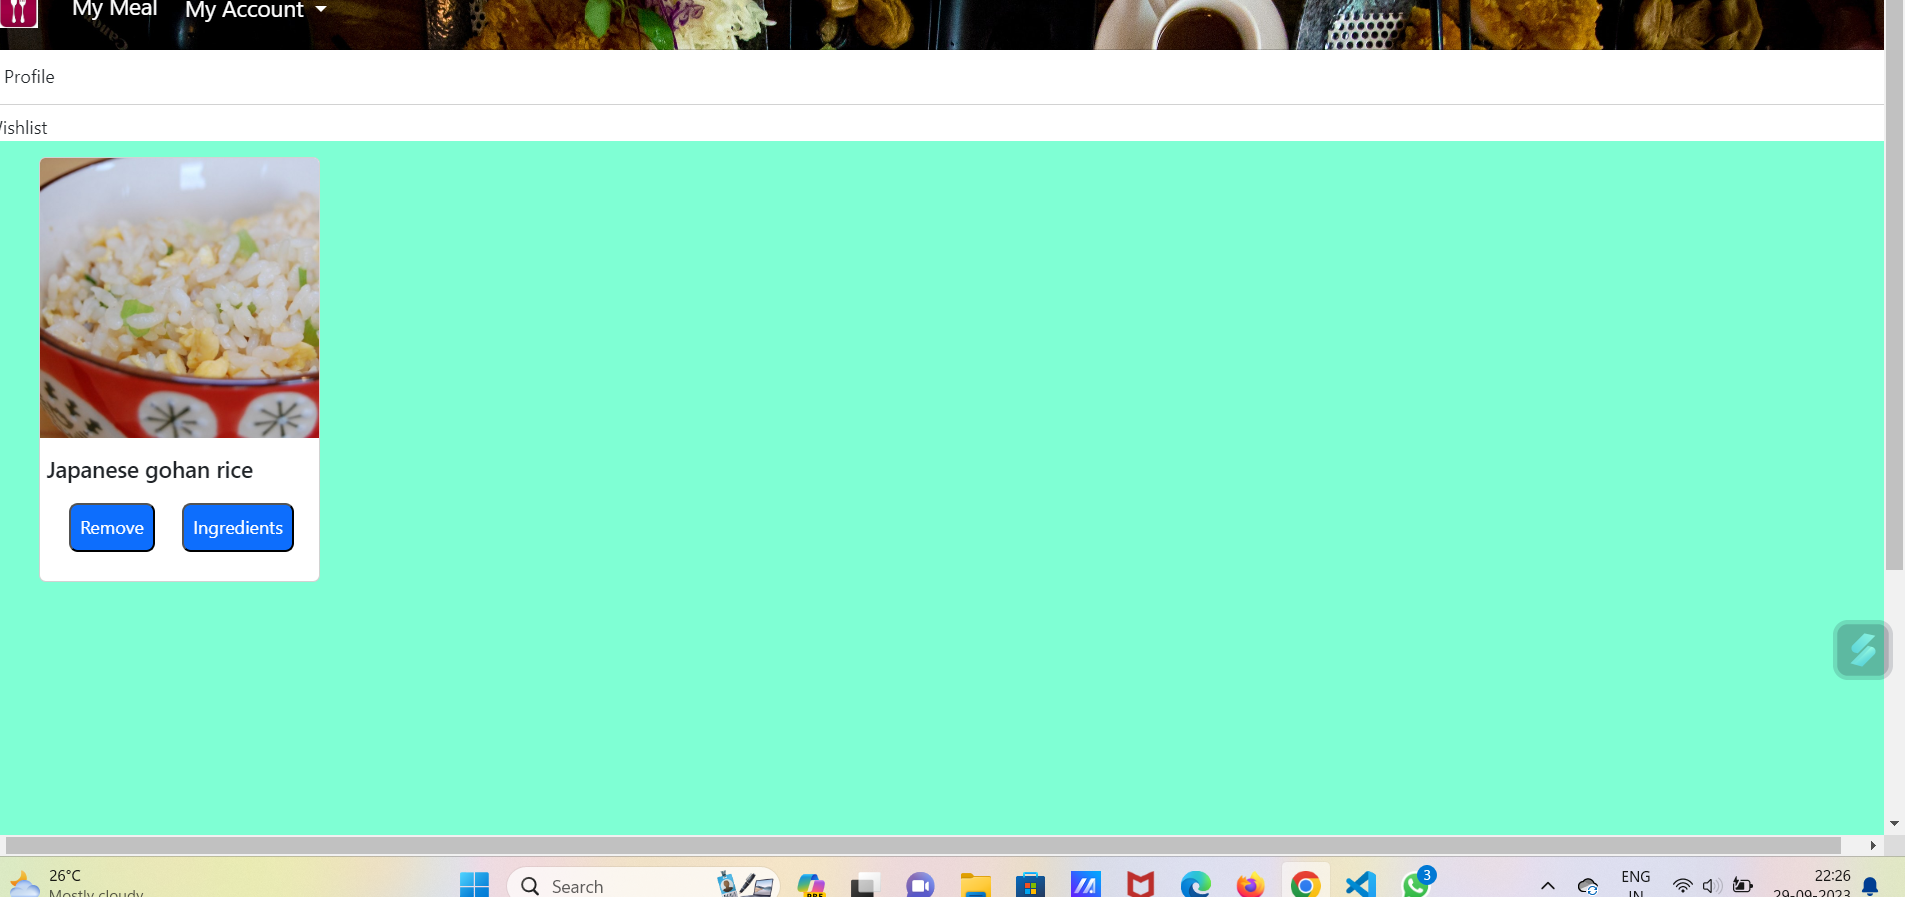 My Meal
My Account
Profile
ishlist
Japanese gohan rice
Remove
Ingredients
26°C
Mostly cloudy
Search
PRE
3
ENG
IN
22:26
29-09-2023